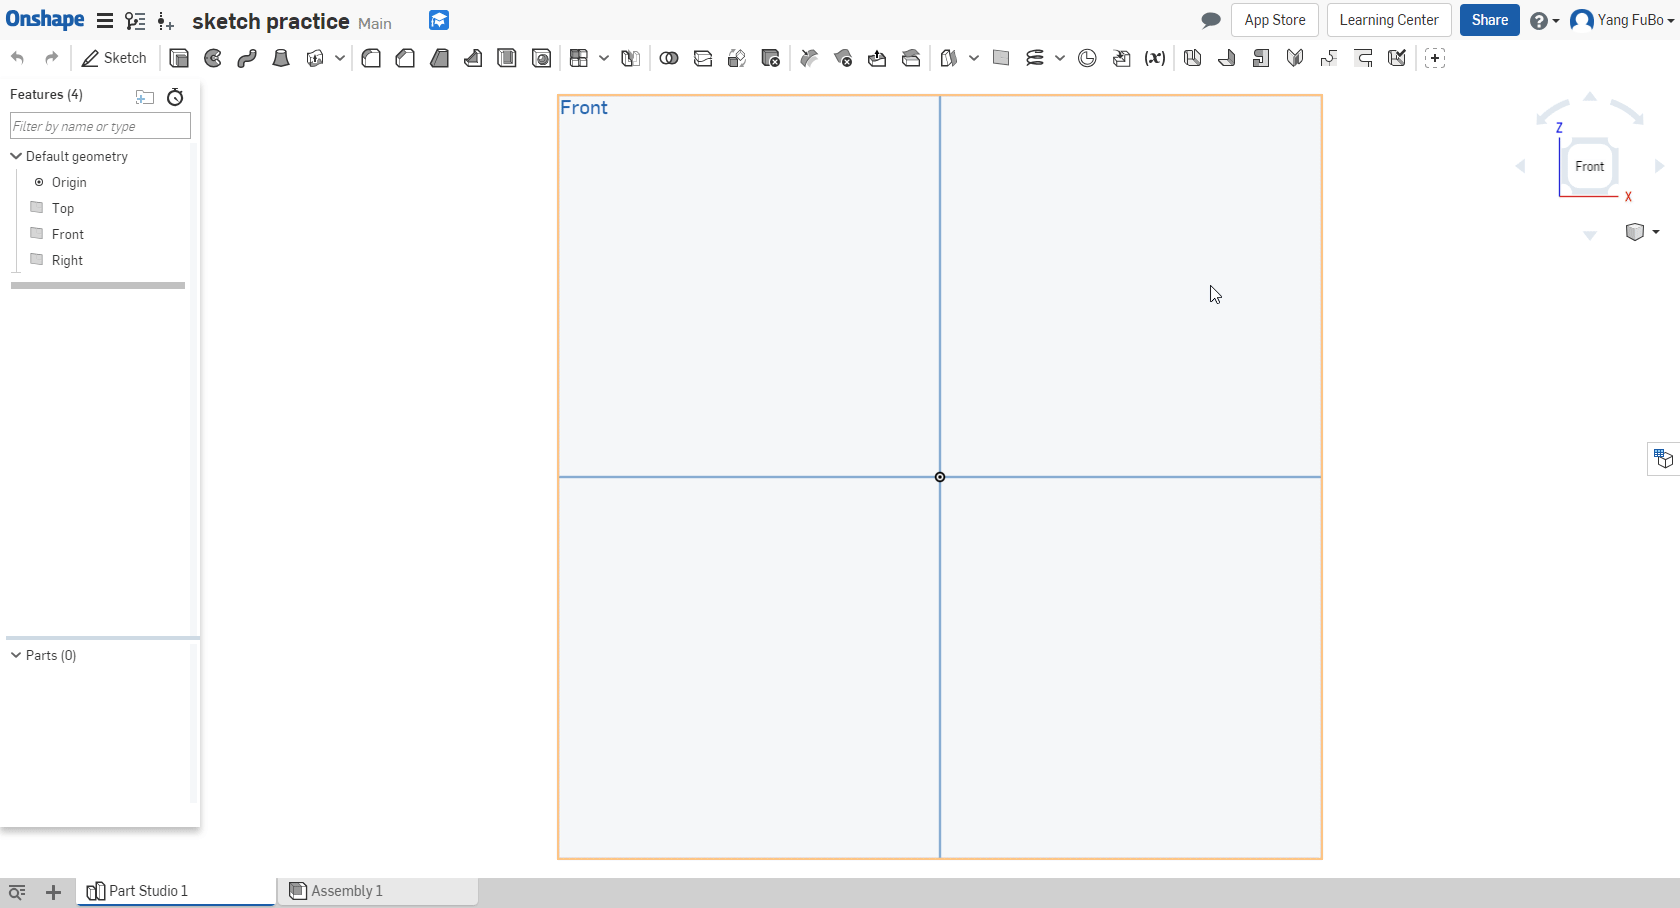 Onshape sketch practice Main App Store Learning Center Share Yang FuBo
Sketch (x)
Features (4)
Filter by name or type
Default geometry
Origin
Top
Front
Right
Parts (0)
Front
Z
Front
X
Part Studio 1 Assembly 1